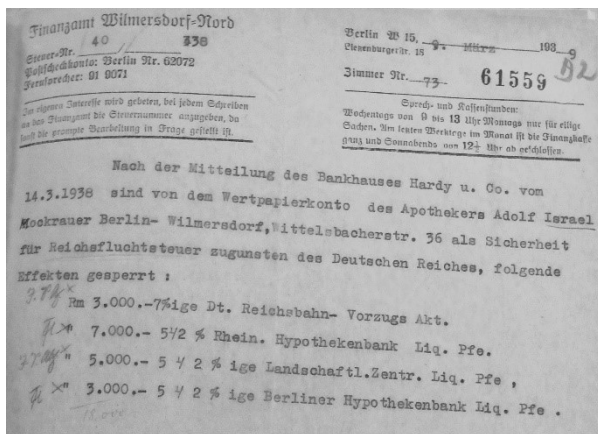 Finanzamt Wilmersdorf-Nord
Steuer-Nr. 40 / 338
Postscheckkonto: Berlin Nr. 62072
Fernsprecher: 91 9071
Im eigenen Interesse wird gebeten, bei jedem Schreiben
an das Finanzamt die Steuernummer anzugeben, da
sonst die prompte Bearbeitung in Frage gestellt ist.
Berlin W 15, 9. März 1939
Lietzenburgerstr. 18
Zimmer Nr. 73 61559
B2
Sprech- und Kassenstunden:
Wochentags von 9 bis 13 Uhr Montags nur für eilige
Sachen. Am letzten Werktage im Monat ist die Finanzkasse
ganz und Sonnabends von 12½ Uhr ab geschlossen.
Nach der Mitteilung des Bankhauses Hardy u. Co. vom
14.3.1938 sind von dem Wertpapierkonto des Apothekers Adolf Israel
Mockrauer Berlin- Wilmersdorf,Wittelsbacherstr. 36 als Sicherheit
für Reichsfluchtsteuer zugunsten des Deutschen Reiches, folgende
Effekten gesperrt :
Rm 3.000.-7%ige Dt. Reichsbahn- Vorzugs Akt.
" 7.000.- 5½ % Rhein. Hypothekenbank Liq. Pfe.
" 5.000.- 5 ½ % ige Landschaftl.Zentr. Liq. Pfe ,
" 3.000.- 5 ½ % ige Berliner Hypothekenbank Liq. Pfe .